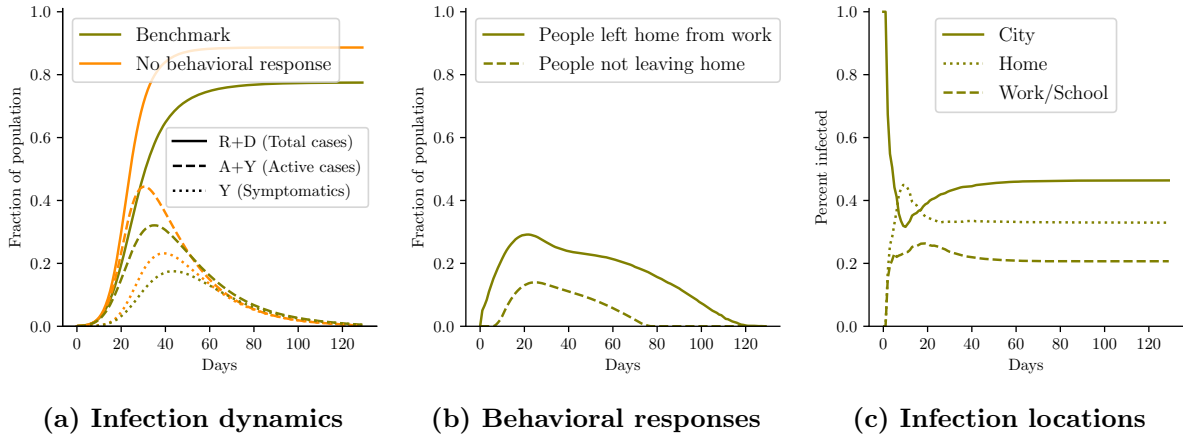 1.0
0.8
0.6
0.4
0.2
0.0
Fraction of population
Benchmark
No behavioral response
R+D (Total cases)
A+Y (Active cases)
Y (Symptomatics)
0 20 40 60 80 100 120
Days
(a) Infection dynamics
1.0
0.8
0.6
0.4
0.2
0.0
Fraction of population
People left home from work
People not leaving home
0 20 40 60 80 100 120
Days
(b) Behavioral responses
1.0
0.8
0.6
0.4
0.2
0.0
Percent infected
City
Home
Work/School
0 20 40 60 80 100 120
Days
(c) Infection locations